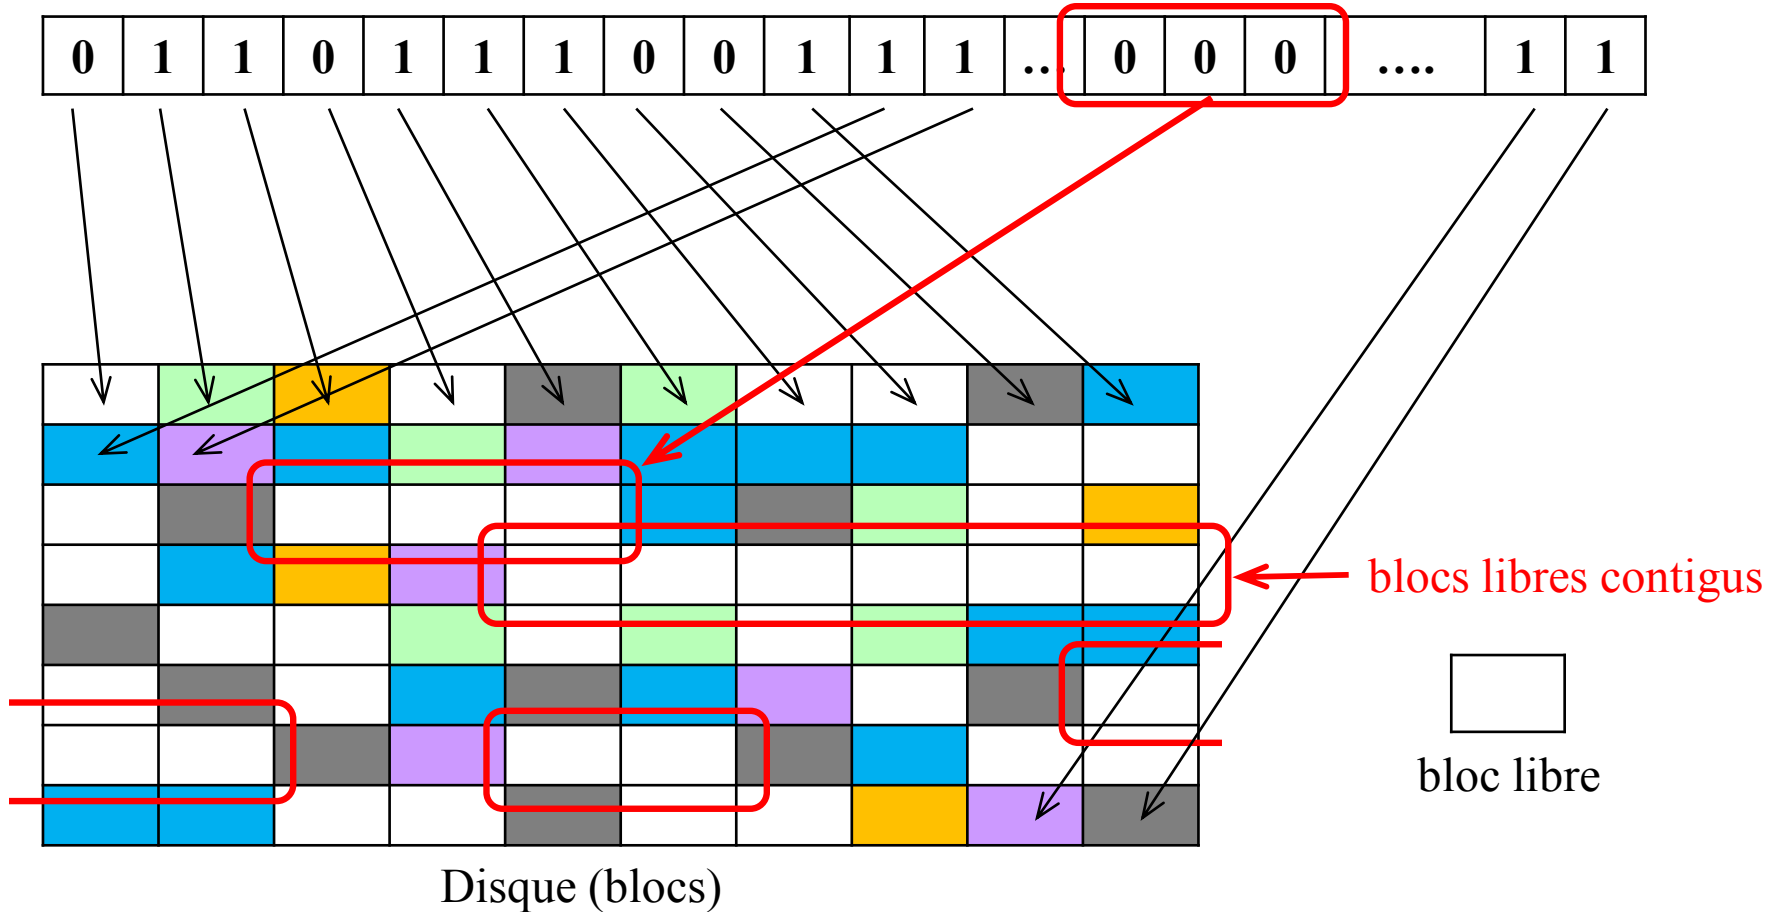 0 1 1 0 1 1 1 0 0 1 1 1 ... 0 0 0 .... 1 1
blocs libres contigus
bloc libre
Disque (blocs)